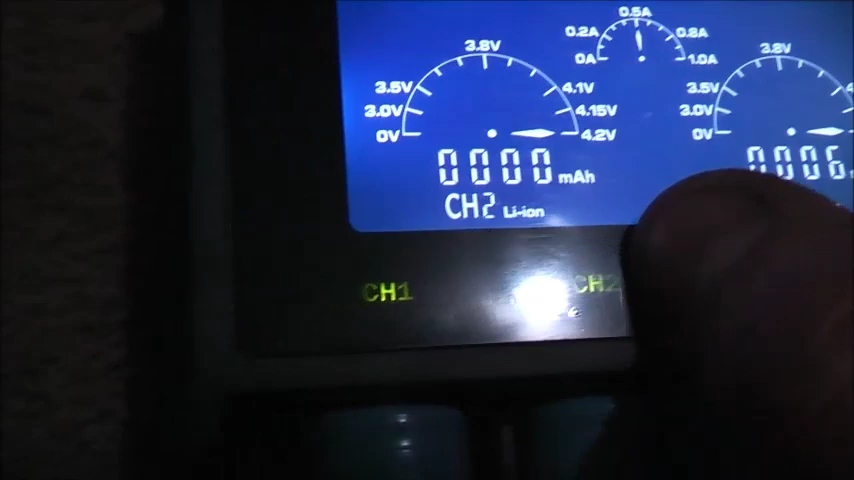 0.5A
0.2A 0.8A
0A 1.0A
3.8V 3.8V
3.5V 4.1V 3.5V
3.0V 4.15V 3.0V
0V 4.2V 0V
0000 mAh 0006
CH2 Li-ion
CH1 CH2